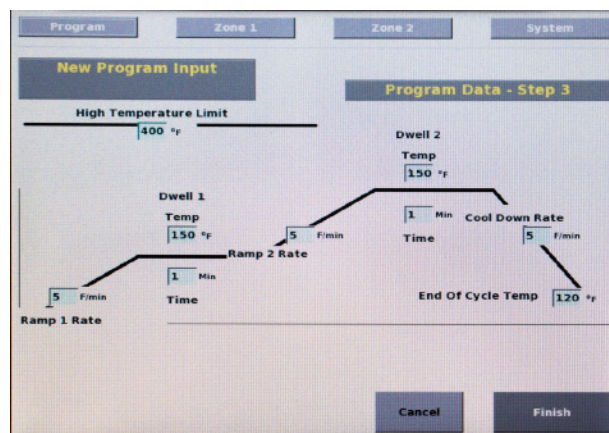 Program Zone 1 Zone 2 System
New Program Input
Program Data - Step 3
High Temperature Limit
400 °F
Dwell 2
Temp
150 °F
Dwell 1
Temp
150 °F
1 Min
Time
Cool Down Rate
5 F/min
5 F/min
Ramp 2 Rate
1 Min
Time
5 F/min
Ramp 1 Rate
End Of Cycle Temp 120 °F
Cancel Finish